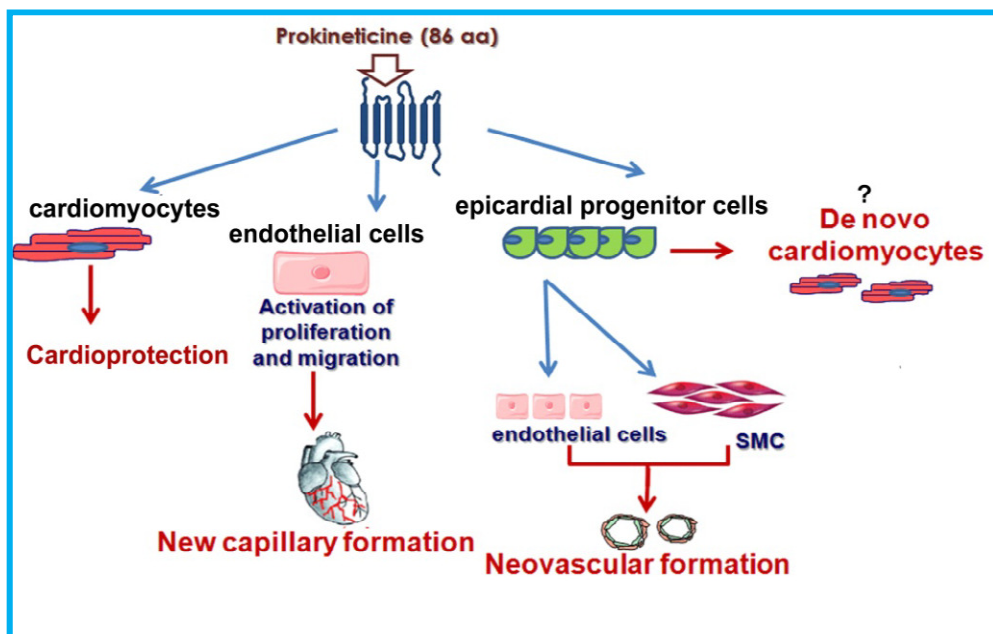 Prokineticine (86 aa)
cardiomyocytes
Cardioprotection
endothelial cells
Activation of
proliferation
and migration
New capillary formation
epicardial progenitor cells
?
De novo
cardiomyocytes
endothelial cells
SMC
Neovascular formation